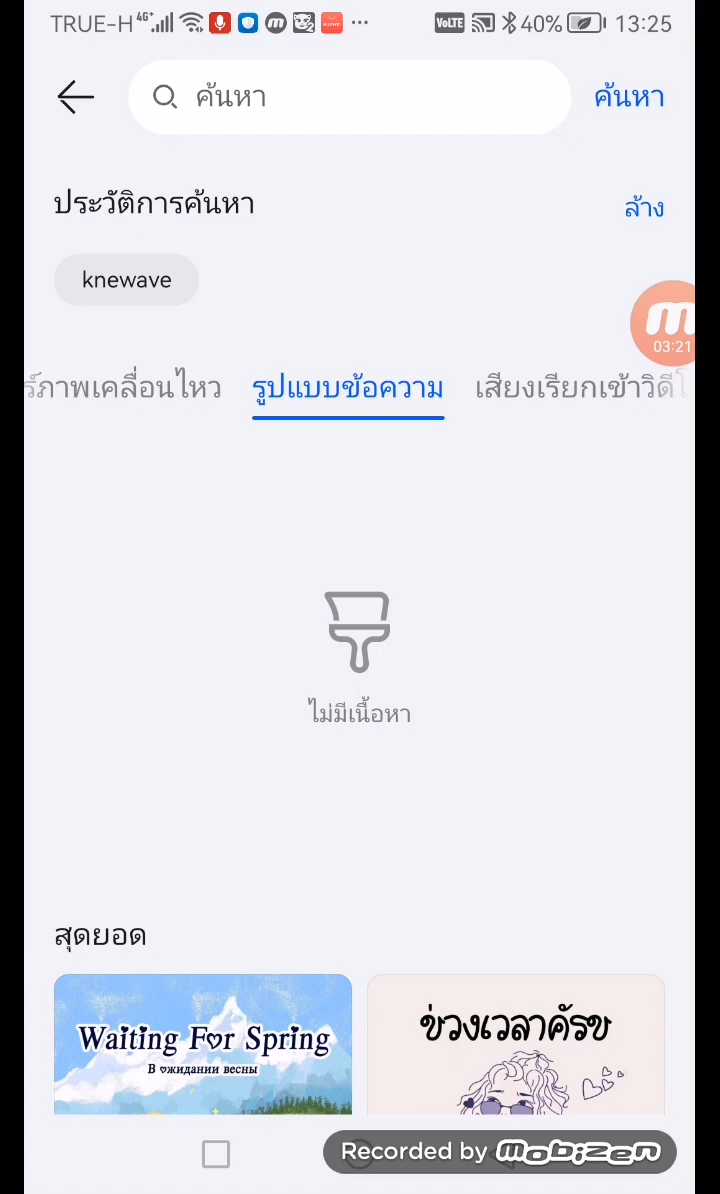 TRUE-H 4G+ VoLTE 40% 13:25
ค้นหา ค้นหา
ประวัติการค้นหา ล้าง
knewave
03:21
ร์ภาพเคลื่อนไหว รูปแบบข้อความ เสียงเรียกเข้าวิดีโ
ไม่มีเนื้อหา
สุดยอด
Waiting For Spring
В ожидании весны
ช่วงเวลาคัรข
Recorded by mobizen